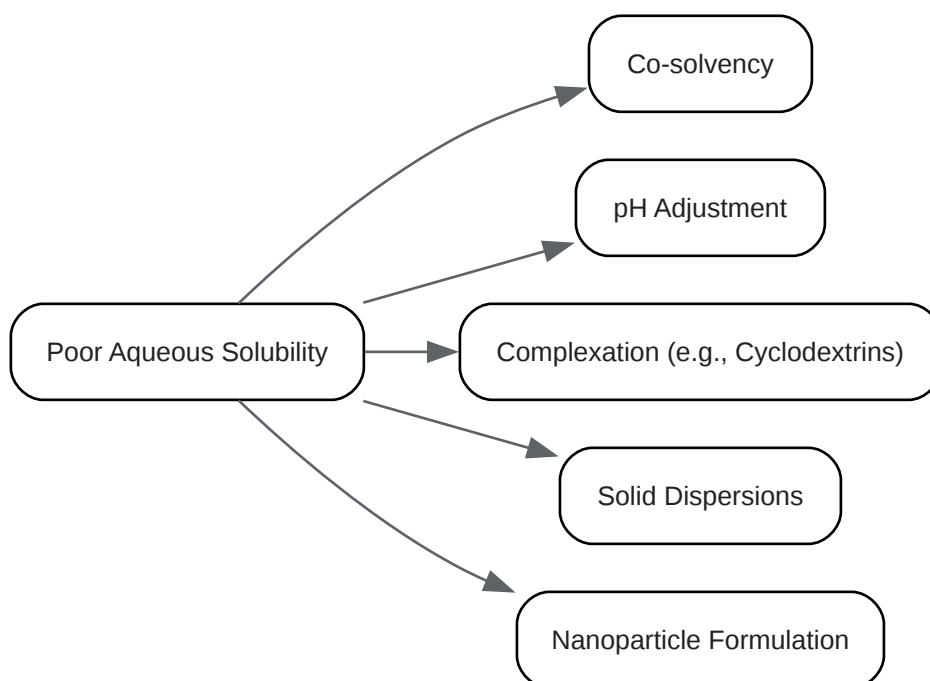 Co-solvency
pH Adjustment
Poor Aqueous Solubility
Complexation (e.g., Cyclodextrins)
Solid Dispersions
Nanoparticle Formulation